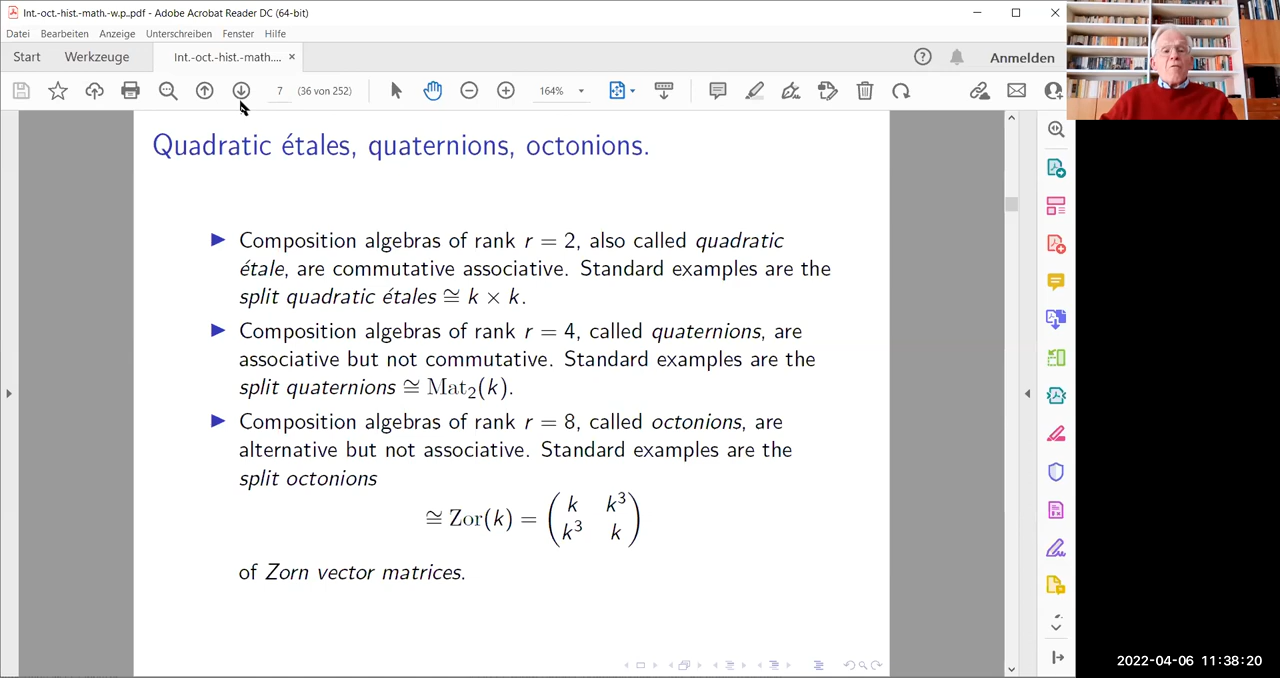 Int.-oct.-hist.-math.-w.p..pdf - Adobe Acrobat Reader DC (64-bit)
Datei Bearbeiten Anzeige Unterschreiben Fenster Hilfe
Start Werkzeuge Int.-oct.-hist.-math.... × Anmelden
7 (36 von 252) 164%
Quadratic étales, quaternions, octonions.
▶ Composition algebras of rank r = 2, also called quadratic
étale, are commutative associative. Standard examples are the
split quadratic étales ≅ k × k.
▶ Composition algebras of rank r = 4, called quaternions, are
associative but not commutative. Standard examples are the
split quaternions ≅ Mat₂(k).
▶ Composition algebras of rank r = 8, called octonions, are
alternative but not associative. Standard examples are the
split octonions
≅ Zor(k) = ( k k³
k³ k )
of Zorn vector matrices.
2022-04-06 11:38:20